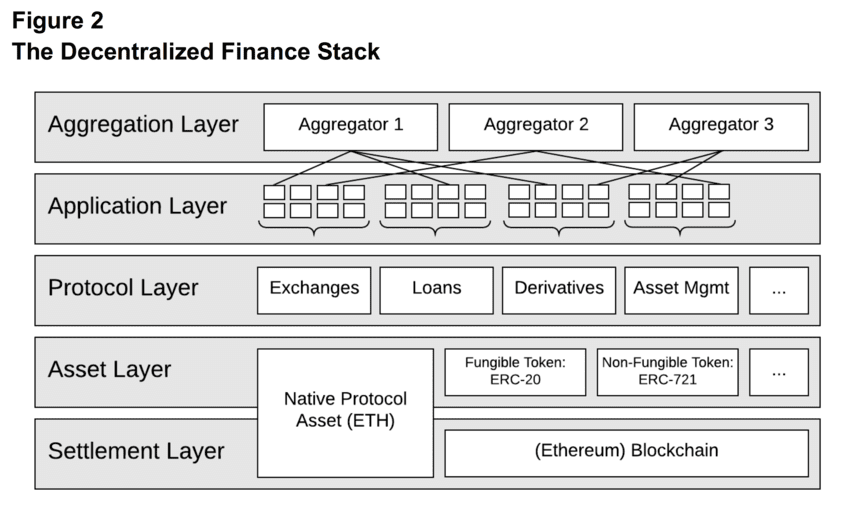 Figure 2
The Decentralized Finance Stack
Aggregation Layer
Aggregator 1
Aggregator 2
Aggregator 3
Application Layer
Protocol Layer
Exchanges
Loans
Derivatives
Asset Mgmt
...
Asset Layer
Native Protocol
Asset (ETH)
Fungible Token:
ERC-20
Non-Fungible Token:
ERC-721
...
Settlement Layer
(Ethereum) Blockchain